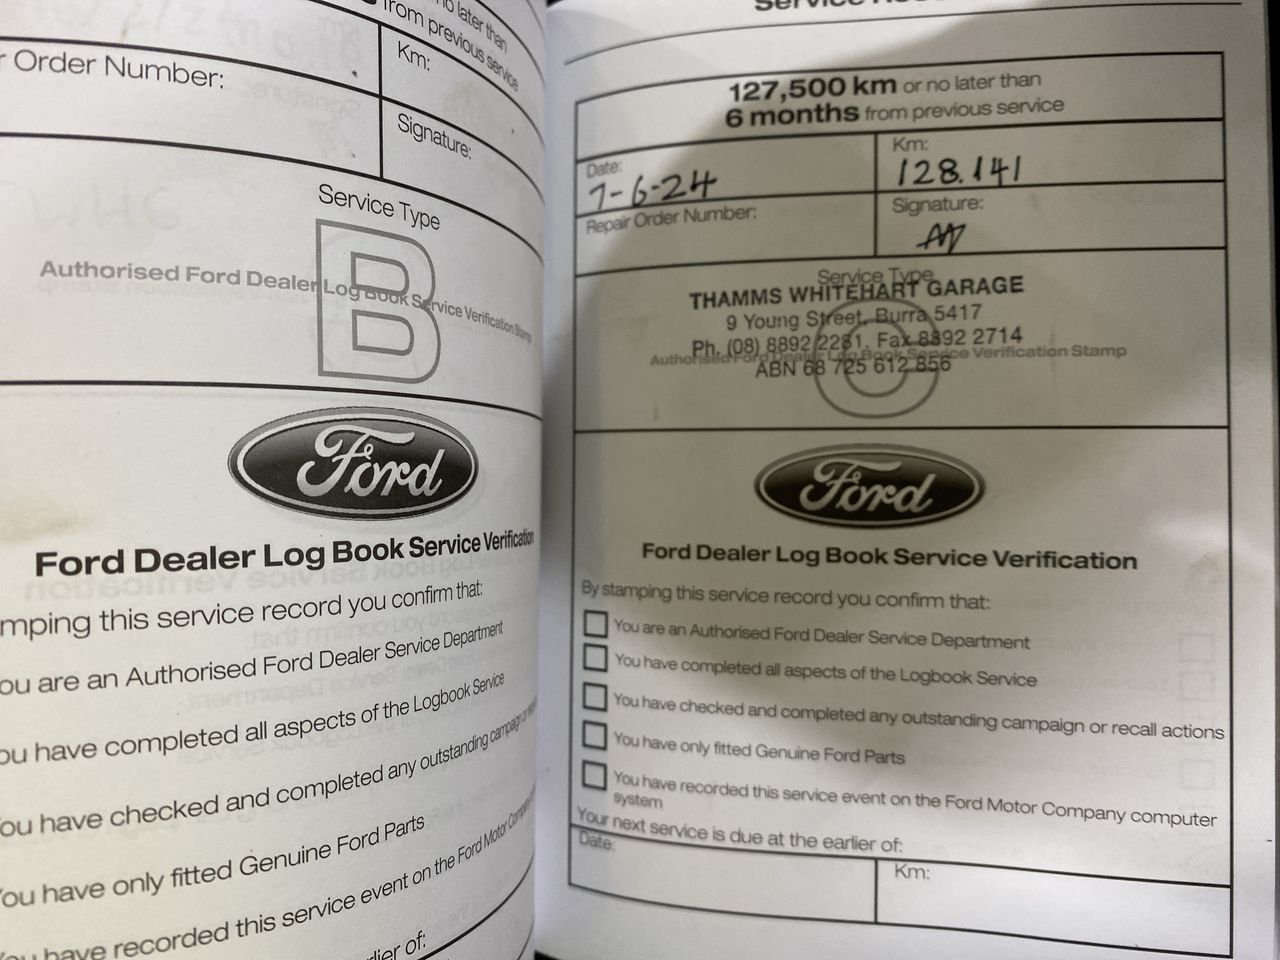 no later than
from previous service
r Order Number:
Km:
Signature:
Service Type
B
Authorised Ford Dealer Log Book Service Verification Stamp
Ford
Ford Dealer Log Book Service Verification
mping this service record you confirm that:
ou are an Authorised Ford Dealer Service Department
ou have completed all aspects of the Logbook Service
ou have checked and completed any outstanding campaign or
You have only fitted Genuine Ford Parts
ou have recorded this service event on the Ford Motor Company
lier of:
Service
127,500 km or no later than
6 months from previous service
Date:
7-6-24
Km:
128.141
Repair Order Number:
Signature:
Service Type
THAMMS WHITEHART GARAGE
9 Young Street, Burra 5417
Ph. (08) 8892 2281. Fax 8892 2714
Authorised Ford Dealer Log Book Service Verification Stamp
ABN 68 725 612 856
Ford
Ford Dealer Log Book Service Verification
By stamping this service record you confirm that:
You are an Authorised Ford Dealer Service Department
You have completed all aspects of the Logbook Service
You have checked and completed any outstanding campaign or recall actions
You have only fitted Genuine Ford Parts
You have recorded this service event on the Ford Motor Company computer
system
Your next service is due at the earlier of:
Date:
Km: